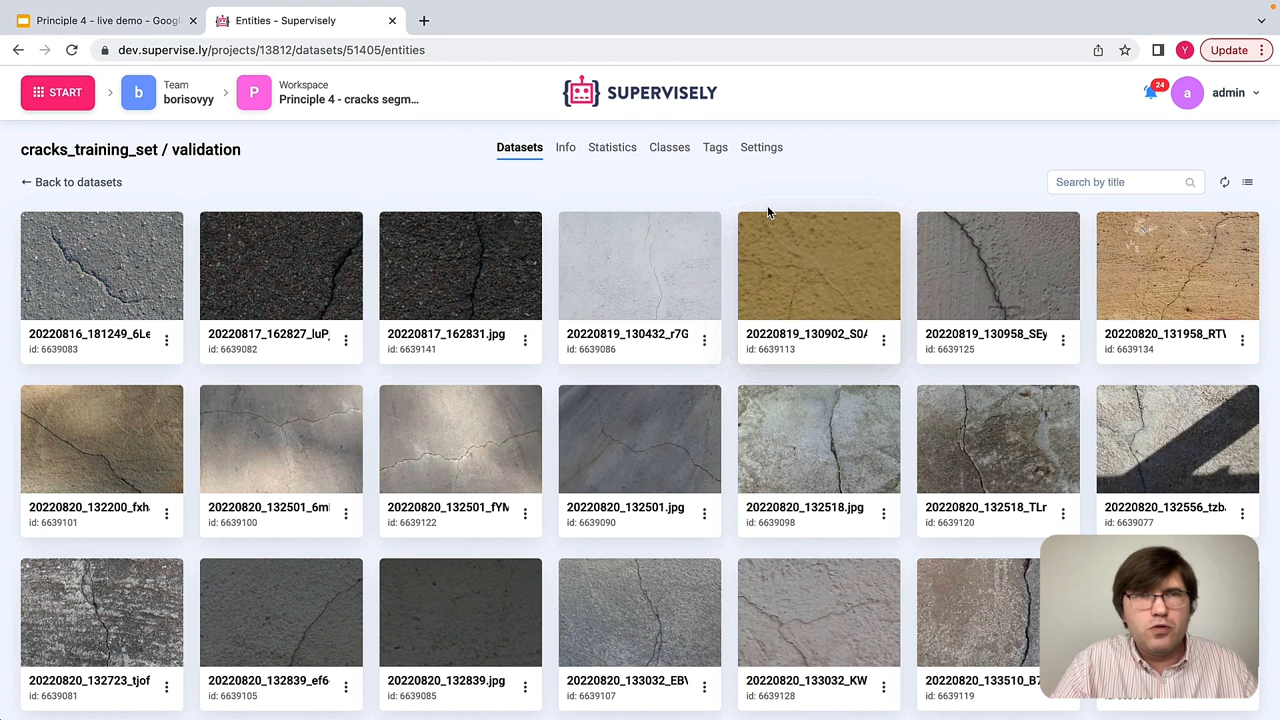 Principle 4 - live demo - Googl
Entities - Supervisely
dev.supervise.ly/projects/13812/datasets/51405/entities
Y
Update
START
b
Team
borisovyy
P
Workspace
Principle 4 - cracks segm...
SUPERVISELY
24
a
admin
cracks_training_set / validation
Datasets
Info
Statistics
Classes
Tags
Settings
← Back to datasets
Search by title
20220816_181249_6Le
id: 6639083
20220817_162827_luP
id: 6639082
20220817_162831.jpg
id: 6639141
20220819_130432_r7G
id: 6639086
20220819_130902_S0A
id: 6639113
20220819_130958_SEy
id: 6639125
20220820_131958_RTV
id: 6639134
20220820_132200_fxh
id: 6639101
20220820_132501_6m
id: 6639100
20220820_132501_fYM
id: 6639122
20220820_132501.jpg
id: 6639090
20220820_132518.jpg
id: 6639098
20220820_132518_TLr
id: 6639120
20220820_132556_tzb
id: 6639077
20220820_132723_tjof
id: 6639081
20220820_132839_ef6
id: 6639105
20220820_132839.jpg
id: 6639085
20220820_133032_EB
id: 6639107
20220820_133032_KW
id: 6639128
20220820_133510_B7
id: 6639119